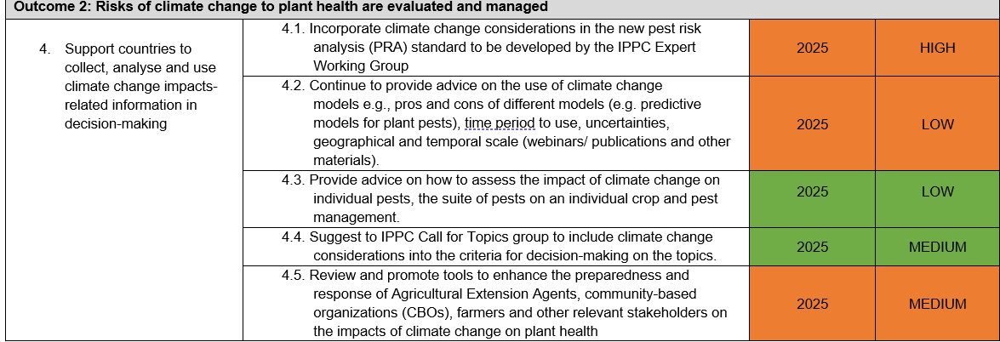 Outcome 2: Risks of climate change to plant health are evaluated and managed
4. Support countries to
collect, analyse and use
climate change impacts-
related information in
decision-making
4.1. Incorporate climate change considerations in the new pest risk
analysis (PRA) standard to be developed by the IPPC Expert
Working Group
2025
HIGH
4.2. Continue to provide advice on the use of climate change
models e.g., pros and cons of different models (e.g. predictive
models for plant pests), time period to use, uncertainties,
geographical and temporal scale (webinars/ publications and other
materials).
2025
LOW
4.3. Provide advice on how to assess the impact of climate change on
individual pests, the suite of pests on an individual crop and pest
management.
2025
LOW
4.4. Suggest to IPPC Call for Topics group to include climate change
considerations into the criteria for decision-making on the topics.
2025
MEDIUM
4.5. Review and promote tools to enhance the preparedness and
response of Agricultural Extension Agents, community-based
organizations (CBOs), farmers and other relevant stakeholders on
the impacts of climate change on plant health
2025
MEDIUM